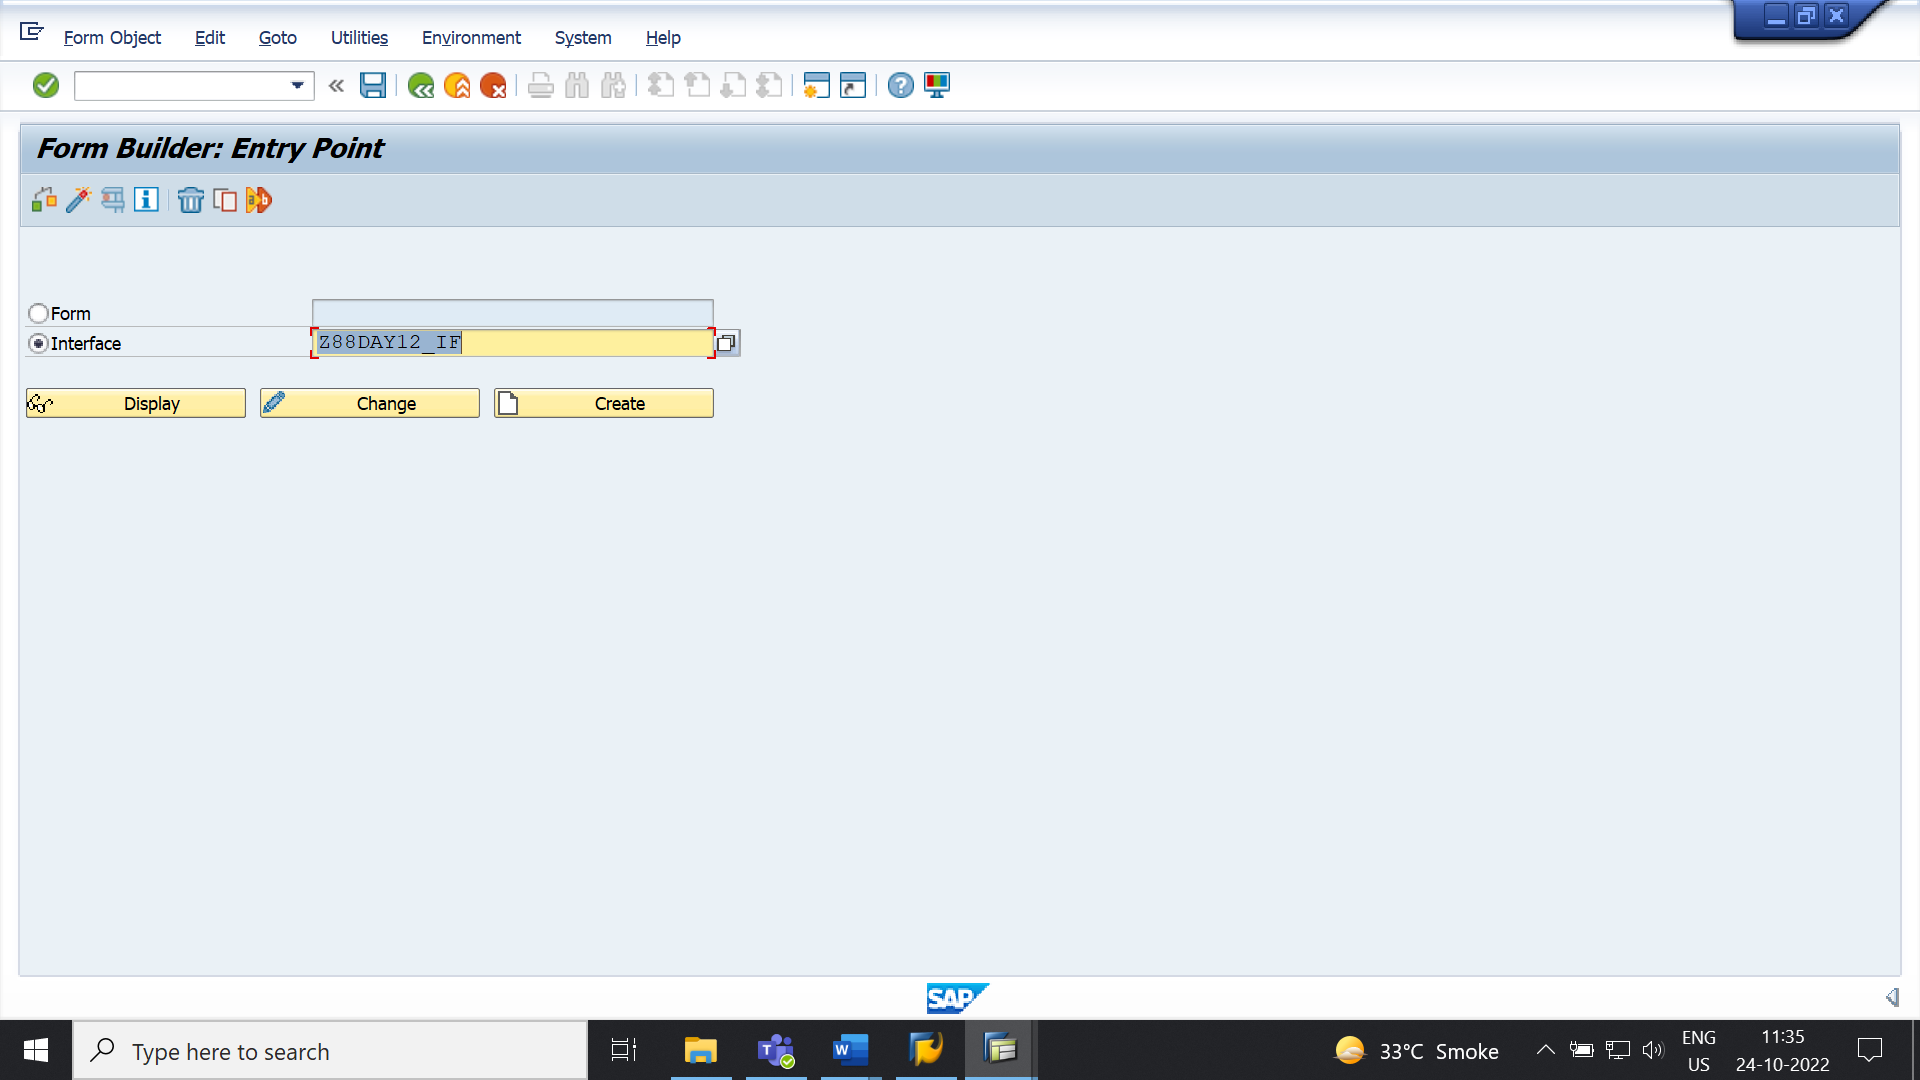 Form Object Edit Goto Utilities Environment System Help
Form Builder: Entry Point
Form
Interface Z88DAY12_IF
Display Change Create
SAP
Type here to search
33°C Smoke
ENG
US
11:35
24-10-2022